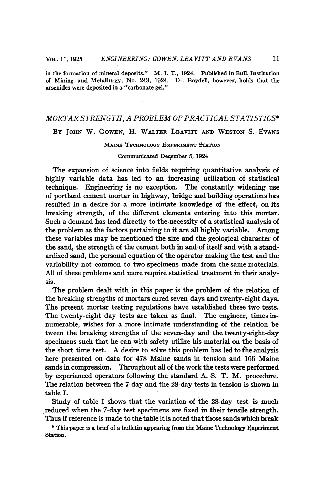 VOL. 11, 1925 ENGINEERING: GOWEN, LEAVITT AND EVANS 11
in the formation of mineral deposits." M. I. T., 1924. Published in Bull. Institution
of Mining and Metallurgy, No. 241, 1924. D. Boydell, however, holds that the
arsenides were deposited in a "carbonate gel."
MORTAR STRENGTH, A PROBLEM OF PRACTICAL STATISTICS*
BY JOHN W. GOWEN, H. WALTER LEAVITT AND WESTON S. EVANS
MAINE TECHNOLOGY EXPERIMENT STATION
Communicated December 5, 1924
The expansion of science into fields requiring quantitative analysis of
highly variable data has led to an increasing utilization of statistical
technique. Engineering is no exception. The constantly widening use
of portland cement mortar in highway, bridge and building operations has
resulted in a desire for a more intimate knowledge of the effect, on its
breaking strength, of the different elements entering into this mortar.
Such a demand has lead directly to the necessity of a statistical analysis of
the problem as the factors pertaining to it are all highly variable. Among
these variables may be mentioned the size and the geological character of
the sand, the strength of the cement both in and of itself and with a stand-
ardized sand, the personal equation of the operator making the test and the
variability not common to two specimens made from the same materials.
All of these problems and more require statistical treatment in their analy-
sis.
The problem dealt with in this paper is the problem of the relation of
the breaking strengths of mortars cured seven days and twenty-eight days.
The present mortar testing regulations have established these two tests.
The twenty-eight day tests are taken as final. The engineer, times in-
numerable, wishes for a more intimate understanding of the relation be
tween the breaking strengths of the seven-day and the twenty-eight-day
specimens such that he can with safety utilize his material on the basis of
the short time test. A desire to solve this problem has led to the analysis
here presented on data for 478 Maine sands in tension and 166 Maine
sands in compression. Throughout all of the work the tests were performed
by experienced operators following the standard A. S. T. M. procedure.
The relation between the 7 day and the 28 day tests in tension is shown in
table 1.
Study of table 1 shows that the variation of the 28-day test is much
reduced when the 7-day test specimens are fixed in their tensile strength.
Thus if reference is made to the table it is noted that those sands which break
* This paper is a brief of a bulletin appearing from the Maine Technology Experiment
Station.